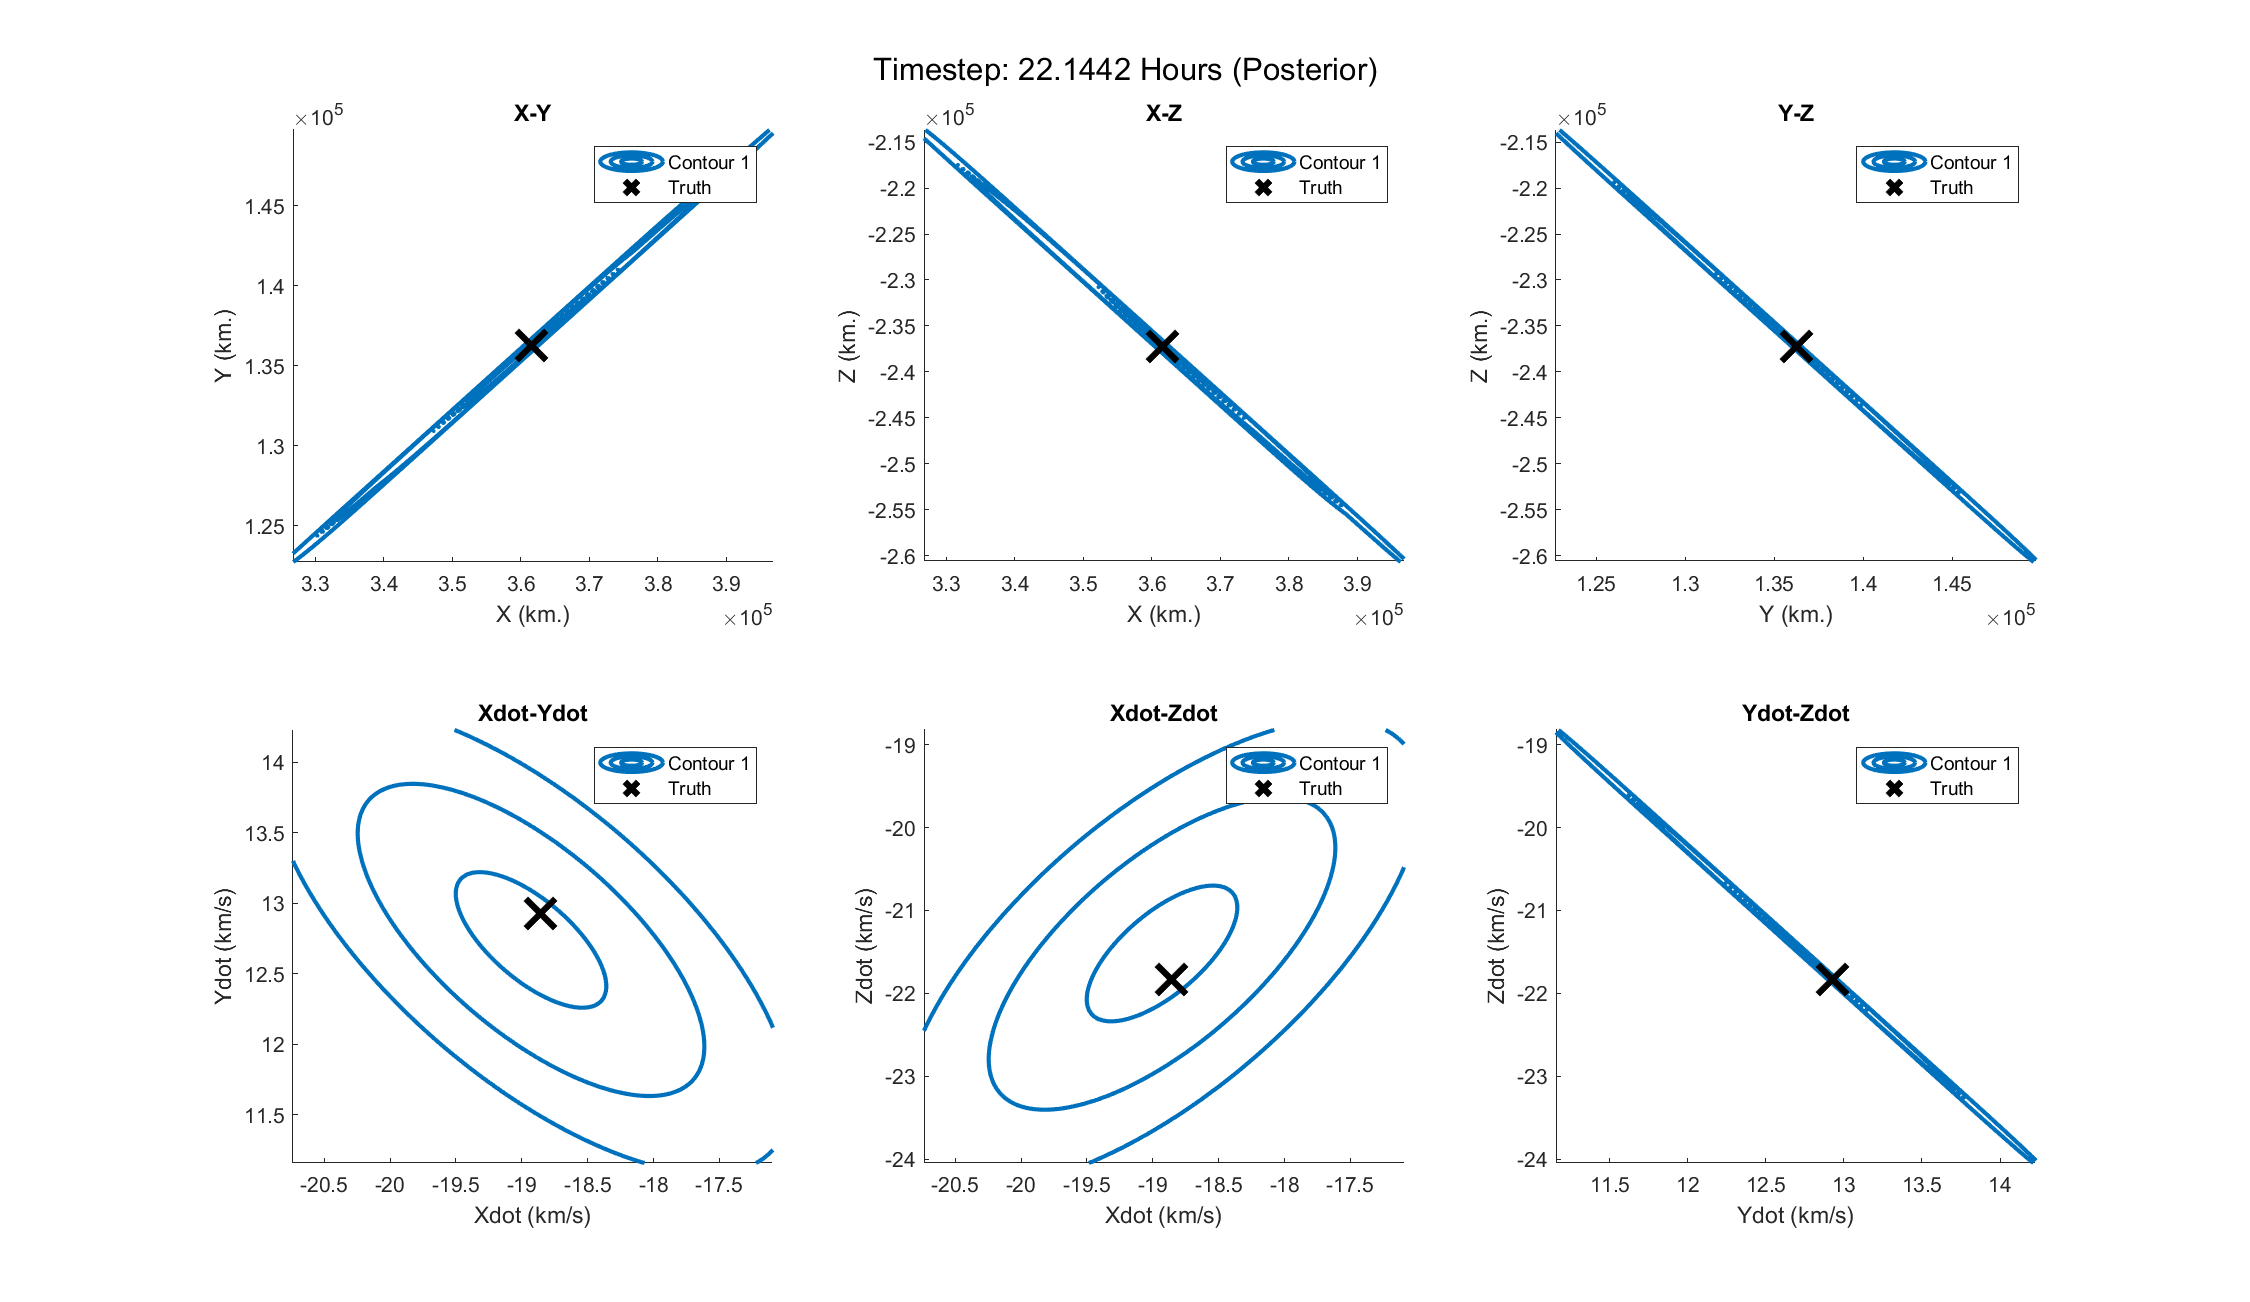 Timestep: 22.1442 Hours (Posterior)
X-Y
×10^5
Contour 1
Truth
1.45
1.4
1.35
1.3
1.25
Y (km.)
3.3 3.4 3.5 3.6 3.7 3.8 3.9
X (km.)
×10^5
X-Z
×10^5
Contour 1
Truth
-2.15
-2.2
-2.25
-2.3
-2.35
-2.4
-2.45
-2.5
-2.55
-2.6
Z (km.)
3.3 3.4 3.5 3.6 3.7 3.8 3.9
X (km.)
×10^5
Y-Z
×10^5
Contour 1
Truth
-2.15
-2.2
-2.25
-2.3
-2.35
-2.4
-2.45
-2.5
-2.55
-2.6
Z (km.)
1.25 1.3 1.35 1.4 1.45
Y (km.)
×10^5
Xdot-Ydot
Contour 1
Truth
14
13.5
13
12.5
12
11.5
Ydot (km/s)
-20.5 -20 -19.5 -19 -18.5 -18 -17.5
Xdot (km/s)
Xdot-Zdot
Contour 1
Truth
-19
-20
-21
-22
-23
-24
Zdot (km/s)
-20.5 -20 -19.5 -19 -18.5 -18 -17.5
Xdot (km/s)
Ydot-Zdot
Contour 1
Truth
-19
-20
-21
-22
-23
-24
Zdot (km/s)
11.5 12 12.5 13 13.5 14
Ydot (km/s)